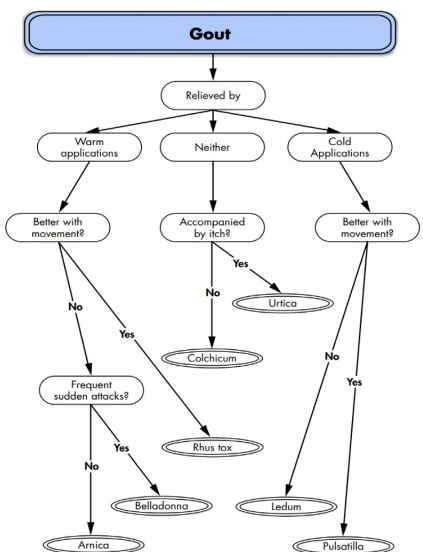 Gout
Relieved by
Warm
applications
Neither
Cold
Applications
Better with
movement?
Accompanied
by itch?
Better with
movement?
Yes
No
Urtica
No
Yes
Colchicum
No
Yes
Frequent
sudden attacks?
Rhus tox
Yes
No
Belladonna
Ledum
Arnica
Pulsatilla